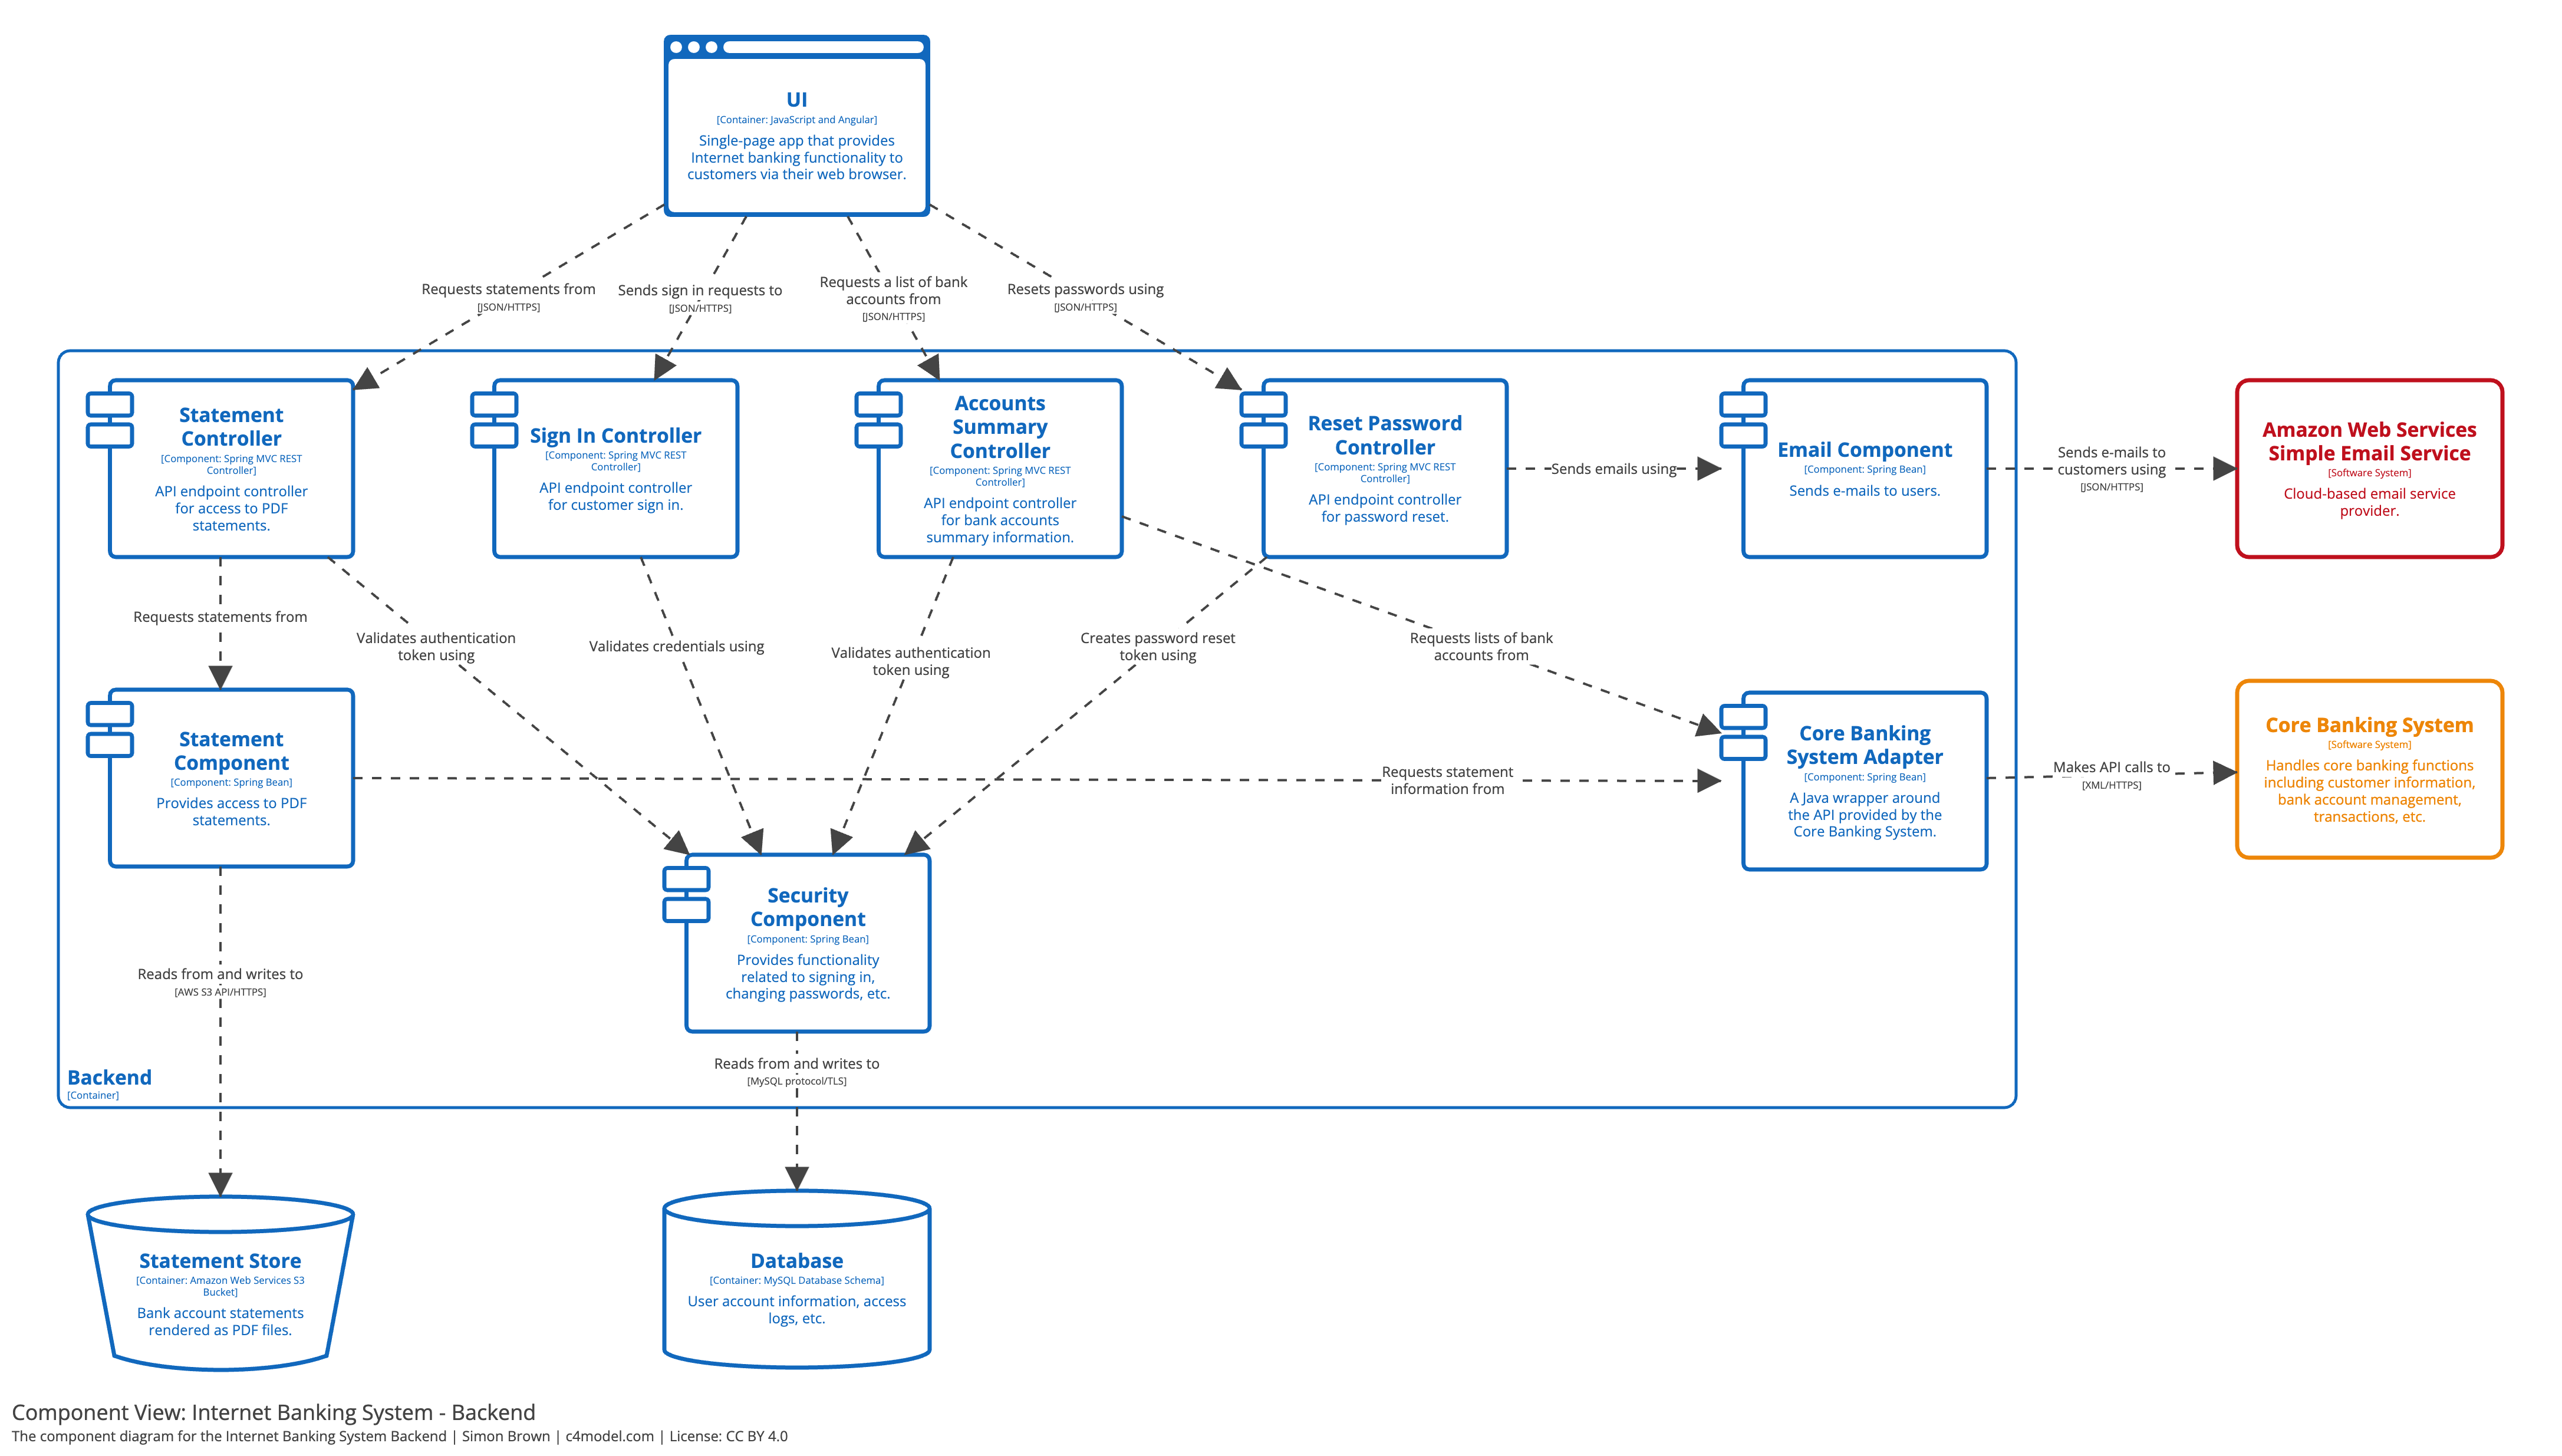 UI
[Container: JavaScript and Angular]
Single-page app that provides
Internet banking functionality to
customers via their web browser.
Requests statements from
[JSON/HTTPS]
Sends sign in requests to
[JSON/HTTPS]
Requests a list of bank
accounts from
[JSON/HTTPS]
Resets passwords using
[JSON/HTTPS]
Statement
Controller
[Component: Spring MVC REST
Controller]
API endpoint controller
for access to PDF
statements.
Sign In Controller
[Component: Spring MVC REST
Controller]
API endpoint controller
for customer sign in.
Accounts
Summary
Controller
[Component: Spring MVC REST
Controller]
API endpoint controller
for bank accounts
summary information.
Reset Password
Controller
[Component: Spring MVC REST
Controller]
API endpoint controller
for password reset.
Sends emails using
Email Component
[Component: Spring Bean]
Sends e-mails to users.
Sends e-mails to
customers using
[JSON/HTTPS]
Amazon Web Services
Simple Email Service
[Software System]
Cloud-based email service
provider.
Requests statements from
Validates authentication
token using
Validates credentials using
Validates authentication
token using
Creates password reset
token using
Requests lists of bank
accounts from
Statement
Component
[Component: Spring Bean]
Provides access to PDF
statements.
Requests statement
information from
Core Banking
System Adapter
[Component: Spring Bean]
A Java wrapper around
the API provided by the
Core Banking System.
Makes API calls to
[XML/HTTPS]
Core Banking System
[Software System]
Handles core banking functions
including customer information,
bank account management,
transactions, etc.
Security
Component
[Component: Spring Bean]
Provides functionality
related to signing in,
changing passwords, etc.
Reads from and writes to
[AWS S3 API/HTTPS]
Reads from and writes to
[MySQL protocol/TLS]
Backend
[Container]
Statement Store
[Container: Amazon Web Services S3
Bucket]
Bank account statements
rendered as PDF files.
Database
[Container: MySQL Database Schema]
User account information, access
logs, etc.
Component View: Internet Banking System - Backend
The component diagram for the Internet Banking System Backend | Simon Brown | c4model.com | License: CC BY 4.0